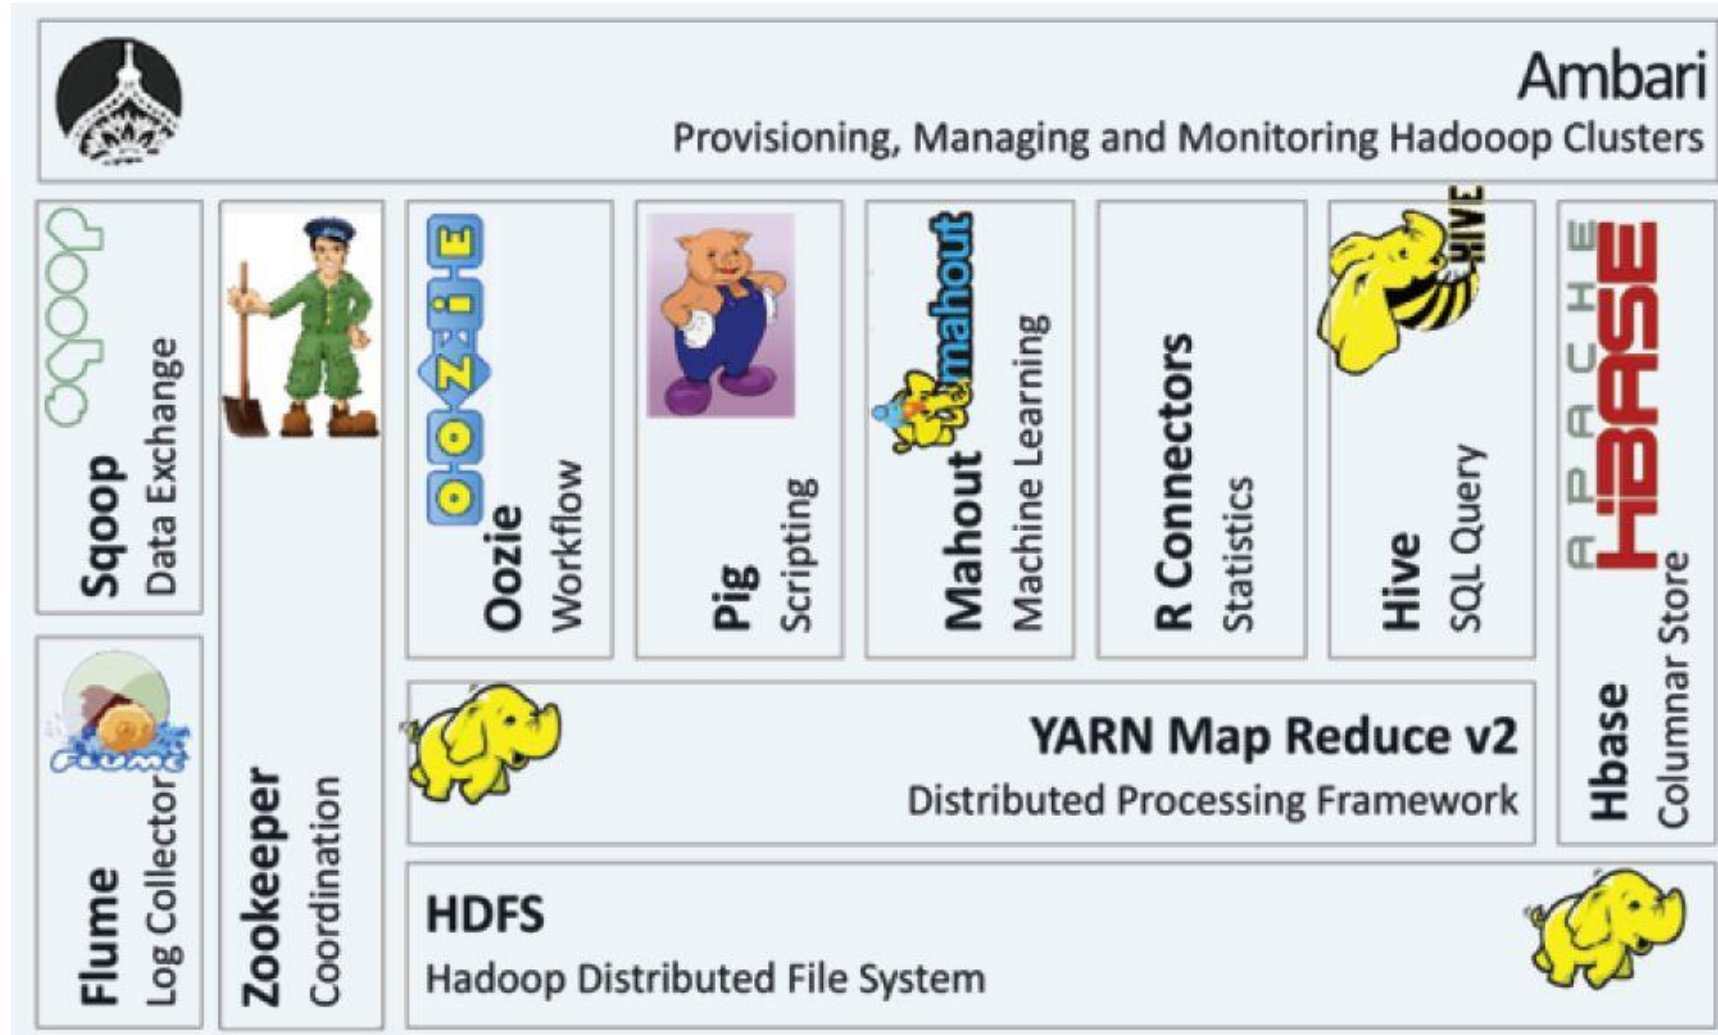 Ambari
Provisioning, Managing and Monitoring Hadooop Clusters
sqoop
Sqoop
Data Exchange
FLUME
Flume
Log Collector
Zookeeper
Coordination
OOZiE
Oozie
Workflow
Pig
Scripting
mahout
Mahout
Machine Learning
R Connectors
Statistics
HIVE
Hive
SQL Query
APACHE
HBASE
Hbase
Columnar Store
YARN Map Reduce v2
Distributed Processing Framework
HDFS
Hadoop Distributed File System